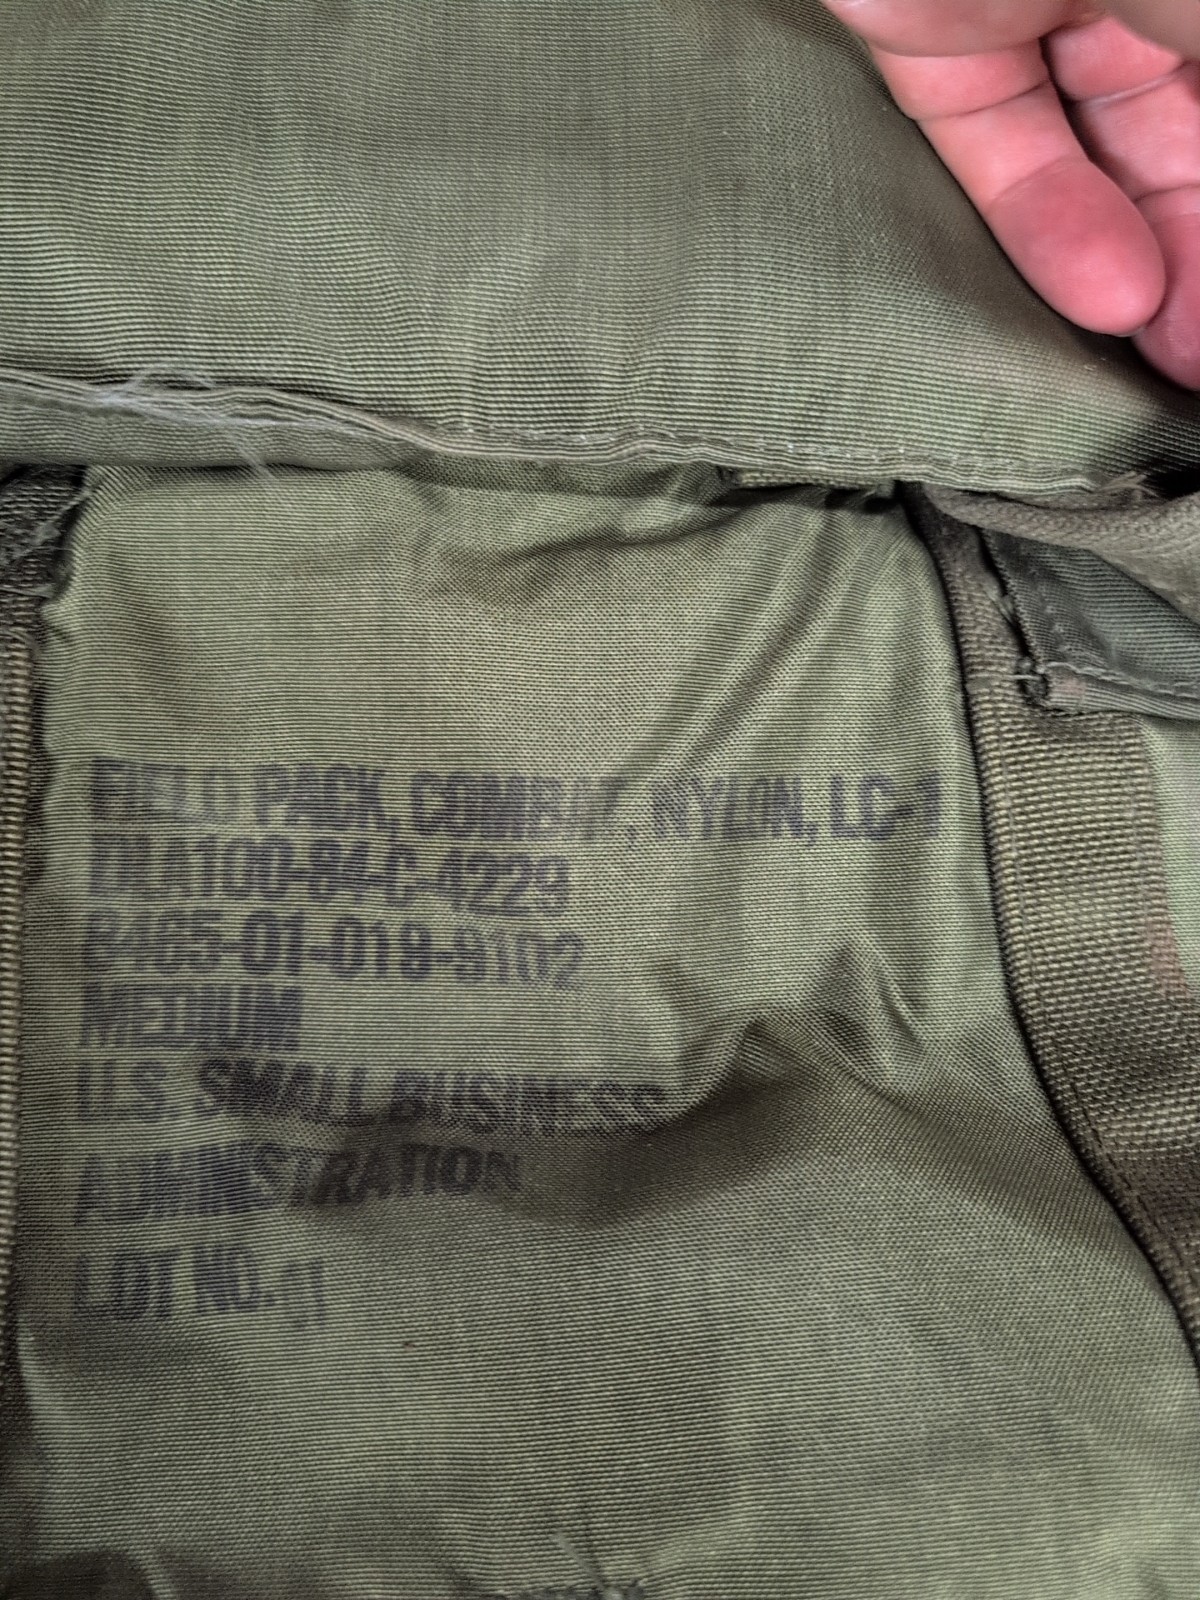 FIELD PACK, COMBAT, NYLON, LC-1
DLA100-84-C-4229
8465-01-019-9102
MEDIUM
U.S. SMALL BUSINESS
ADMINISTRATION
LOT NO. 11